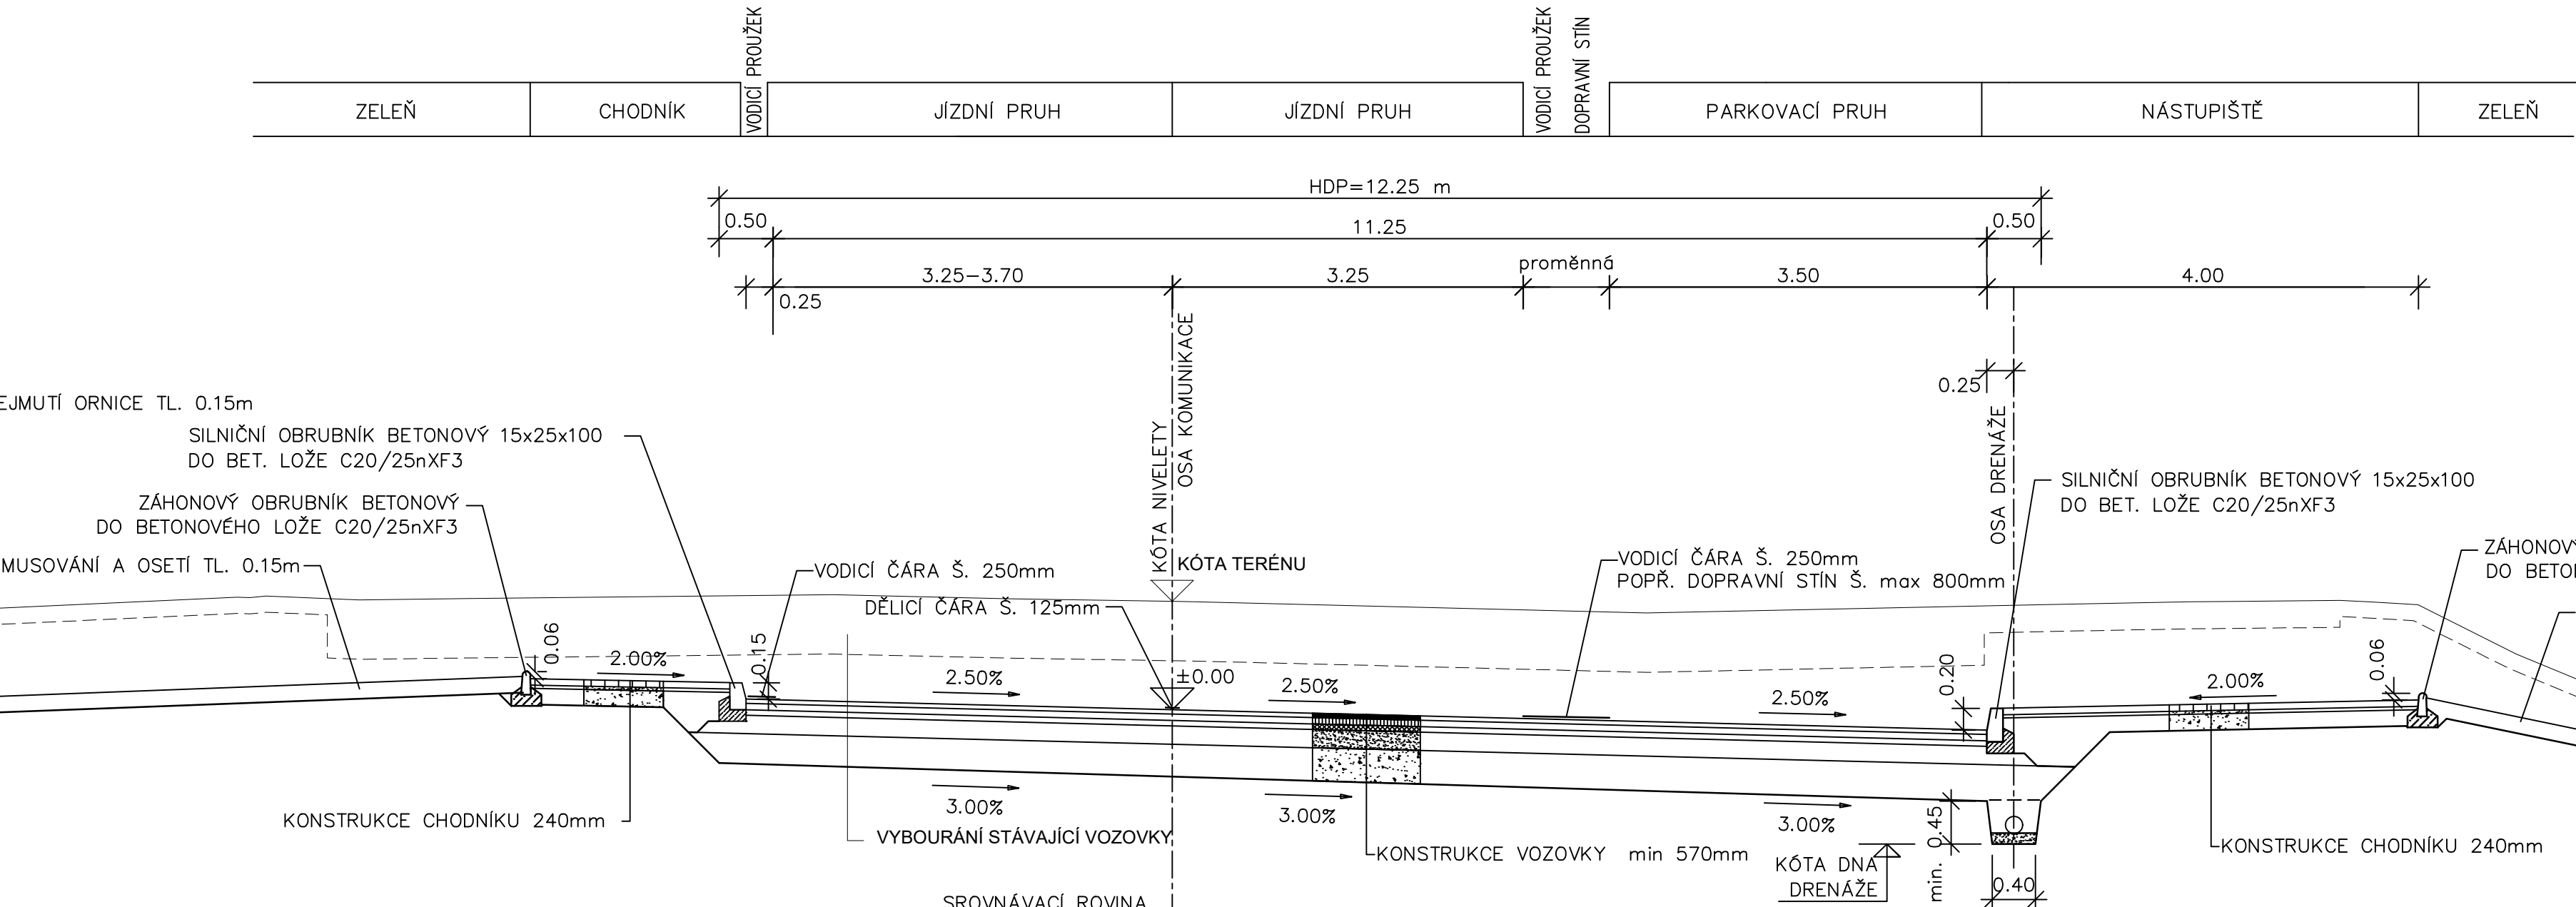 VODICÍ PROUŽEK
VODICÍ PROUŽEK
DOPRAVNÍ STÍN
ZELEŇ
CHODNÍK
JÍZDNÍ PRUH
JÍZDNÍ PRUH
PARKOVACÍ PRUH
NÁSTUPIŠTĚ
ZELEŇ
HDP=12.25 m
0.50
11.25
0.50
3.25-3.70
3.25
proměnná
3.50
4.00
0.25
0.25
KÓTA NIVELETY
OSA KOMUNIKACE
OSA DRENÁŽE
EJMUTÍ ORNICE TL. 0.15m
SILNIČNÍ OBRUBNÍK BETONOVÝ 15x25x100
DO BET. LOŽE C20/25nXF3
ZÁHONOVÝ OBRUBNÍK BETONOVÝ
DO BETONOVÉHO LOŽE C20/25nXF3
MUSOVÁNÍ A OSETÍ TL. 0.15m
SILNIČNÍ OBRUBNÍK BETONOVÝ 15x25x100
DO BET. LOŽE C20/25nXF3
ZÁHONOVÝ
DO BETO
VODICÍ ČÁRA Š. 250mm
DĚLICÍ ČÁRA Š. 125mm
KÓTA TERÉNU
VODICÍ ČÁRA Š. 250mm
POPŘ. DOPRAVNÍ STÍN Š. max 800mm
0.06
2.00%
0.15
2.50%
±0.00
2.50%
2.50%
0.20
2.00%
0.06
3.00%
3.00%
3.00%
KONSTRUKCE CHODNÍKU 240mm
VYBOURÁNÍ STÁVAJÍCÍ VOZOVKY
KONSTRUKCE VOZOVKY min 570mm
KÓTA DNA
DRENÁŽE
min. 0.45
0.40
KONSTRUKCE CHODNÍKU 240mm
SROVNÁVACÍ ROVINA